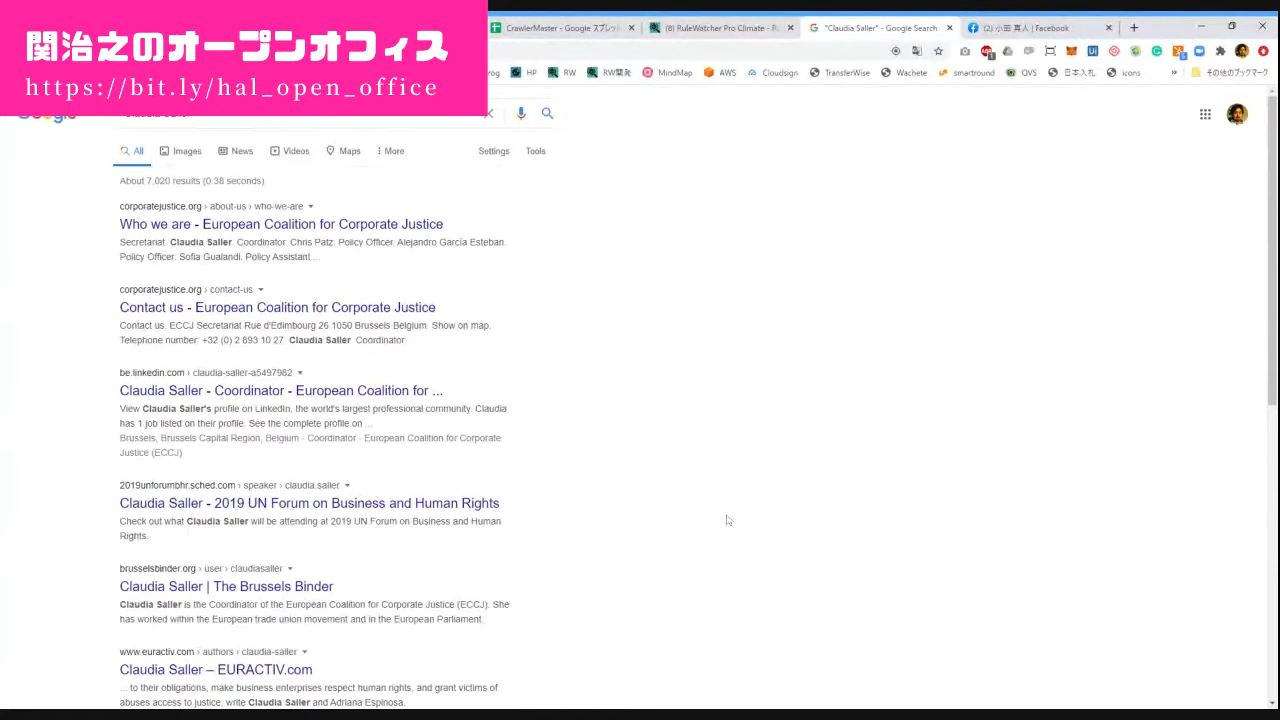 関治之のオープンオフィス
https://bit.ly/hal_open_office
CrawlerMaster - Google スプレッ
(8) RuleWatcher Pro Climate - R
"Claudia Saller" - Google Search
(2) 小田 真人 | Facebook
rog
HP
RW
RW開発
MindMap
AWS
Cloudsign
TransferWise
Wachete
smartround
QVS
日本入札
icons
その他のブックマーク
All
Images
News
Videos
Maps
More
Settings
Tools
About 7,020 results (0.38 seconds)
corporatejustice.org › about-us › who-we-are
Who we are - European Coalition for Corporate Justice
Secretariat. Claudia Saller. Coordinator. Chris Patz. Policy Officer. Alejandro García Esteban.
Policy Officer. Sofia Gualandi. Policy Assistant ...
corporatejustice.org › contact-us
Contact us - European Coalition for Corporate Justice
Contact us. ECCJ Secretariat Rue d'Edimbourg 26 1050 Brussels Belgium. Show on map.
Telephone number: +32 (0) 2 893 10 27 Claudia Saller Coordinator
be.linkedin.com › claudia-saller-a5497982
Claudia Saller - Coordinator - European Coalition for ...
View Claudia Saller's profile on LinkedIn, the world's largest professional community. Claudia
has 1 job listed on their profile. See the complete profile on ...
Brussels, Brussels Capital Region, Belgium - Coordinator - European Coalition for Corporate
Justice (ECCJ)
2019unforumbhr.sched.com › speaker › claudia.saller
Claudia Saller - 2019 UN Forum on Business and Human Rights
Check out what Claudia Saller will be attending at 2019 UN Forum on Business and Human
Rights.
brusselsbinder.org › user › claudiasaller
Claudia Saller | The Brussels Binder
Claudia Saller is the Coordinator of the European Coalition for Corporate Justice (ECCJ). She
has worked within the European trade union movement and in the European Parliament.
www.euractiv.com › authors › claudia-saller
Claudia Saller – EURACTIV.com
... to their obligations, make business enterprises respect human rights, and grant victims of
abuses access to justice, write Claudia Saller and Adriana Espinosa.